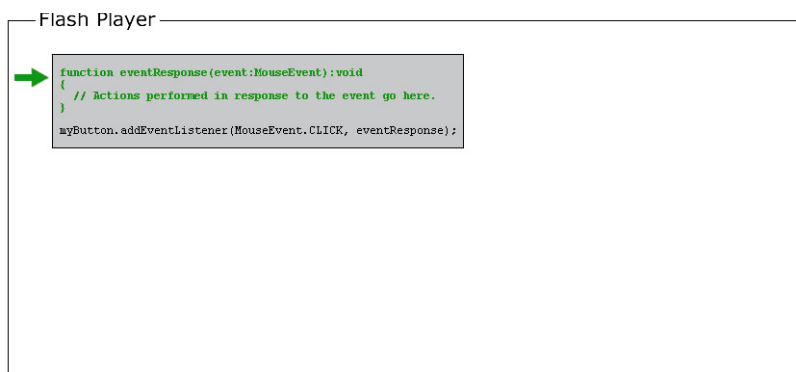 Flash Player
function eventResponse(event:MouseEvent):void
{
// Actions performed in response to the event go here.
}
myButton.addEventListener(MouseEvent.CLICK, eventResponse);